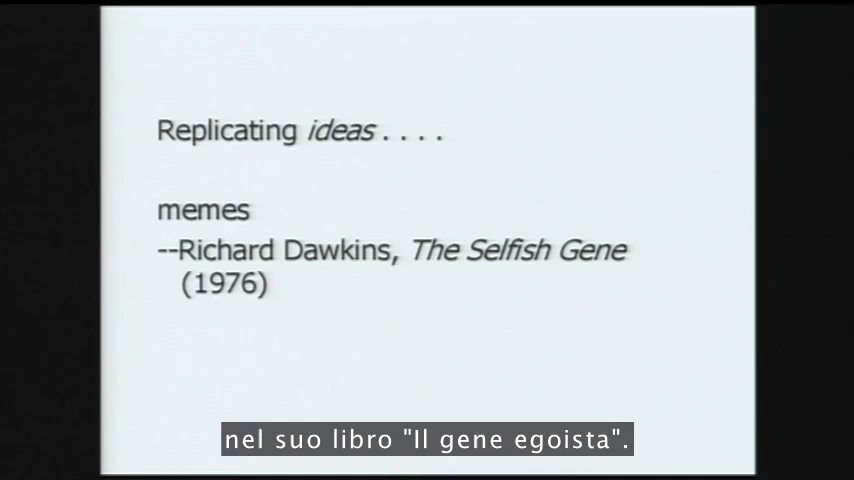 Replicating ideas . . . .
memes
--Richard Dawkins, The Selfish Gene
(1976)
nel suo libro "Il gene egoista".